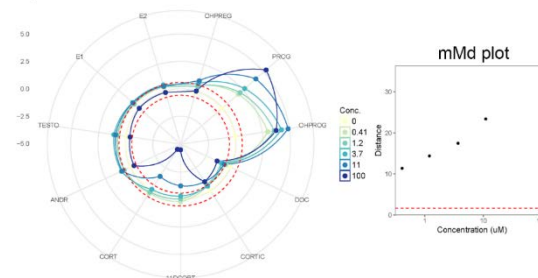 E2
OHPREG
5.0
E1
PROG
mMd plot
2.5
0.0
Conc.
0
0.41
1.2
3.7
11
100
-2.5
TESTO
OHPROG
-5.0
30
20
10
0
Distance
ANDR
DOC
1
10
Concentration (uM)
CORT
CORTIC